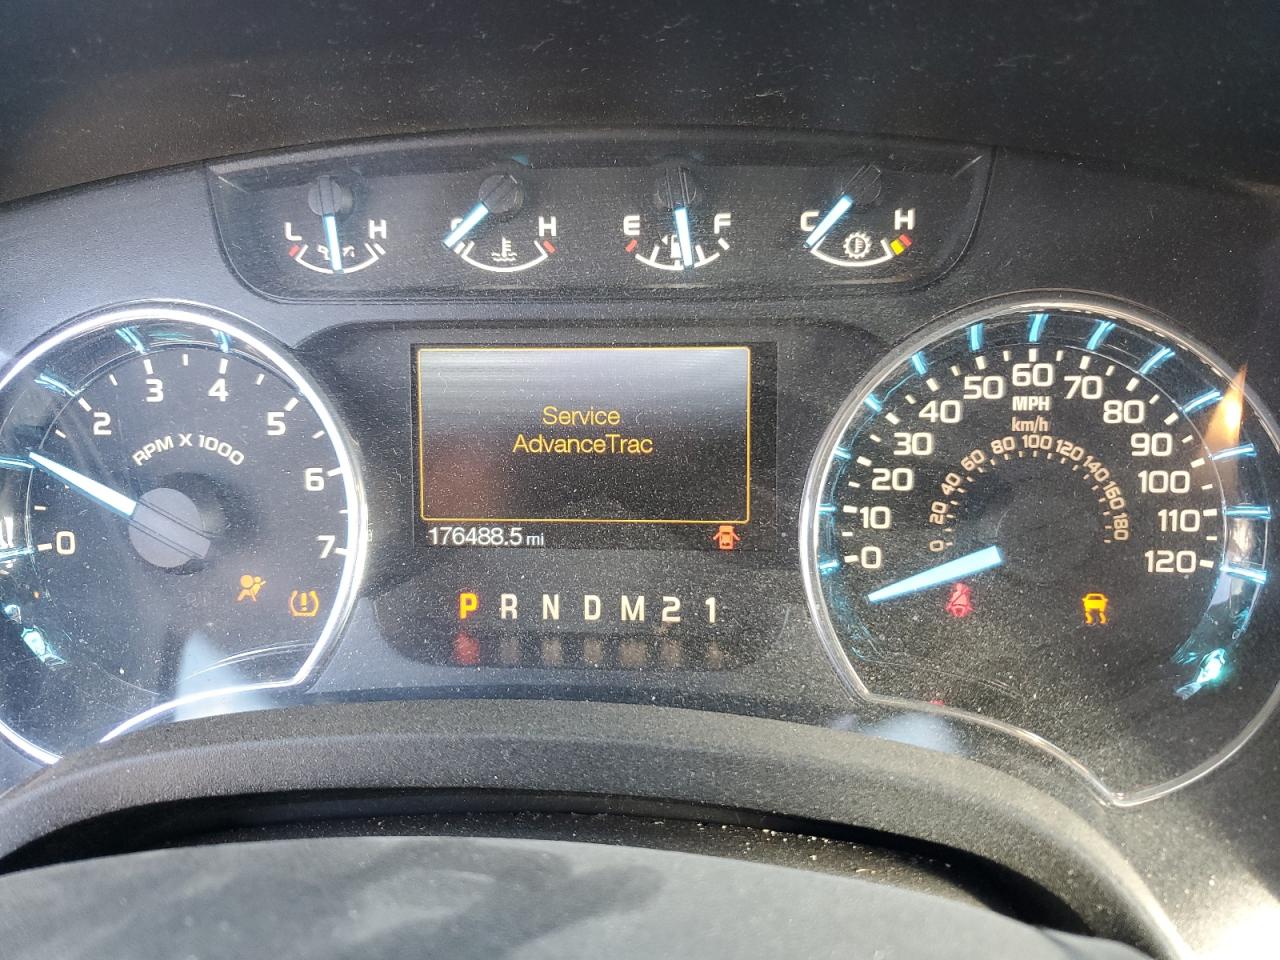 L H
H
E F
C H
0 2 3 4 5 6 7
RPM X 1000
Service
AdvanceTrac
176488.5 mi
P R N D M 2 1
0 10 20 30 40 50 60 70 80 90 100 110 120
MPH
km/h
0 20 40 60 80 100 120 140 160 180